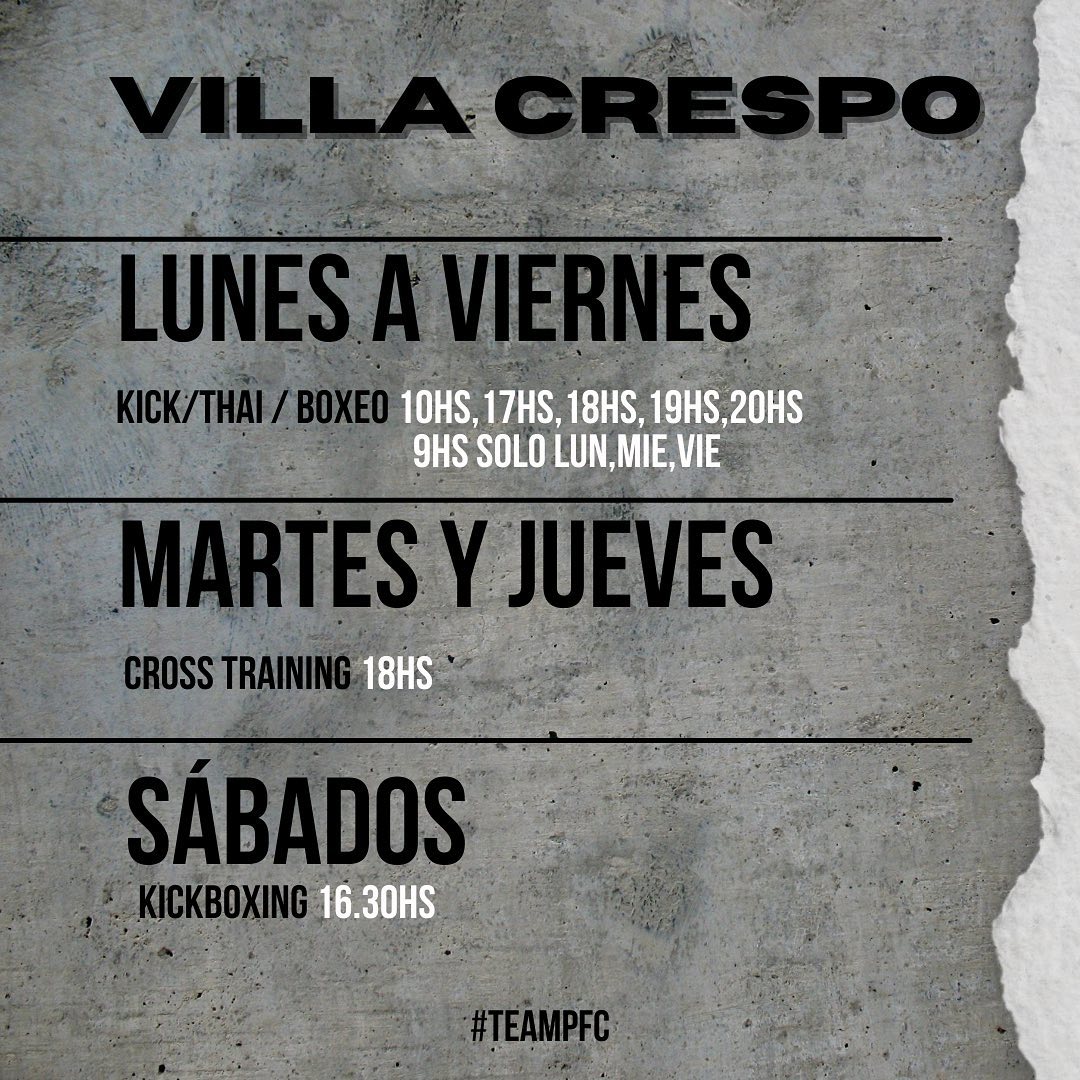 VILLA CRESPO
LUNES A VIERNES
KICK/THAI / BOXEO 10HS,17HS,18HS,19HS,20HS
9HS SOLO LUN,MIE,VIE
MARTES Y JUEVES
CROSS TRAINING 18HS
SÁBADOS
KICKBOXING 16.30HS
#TEAMPFC